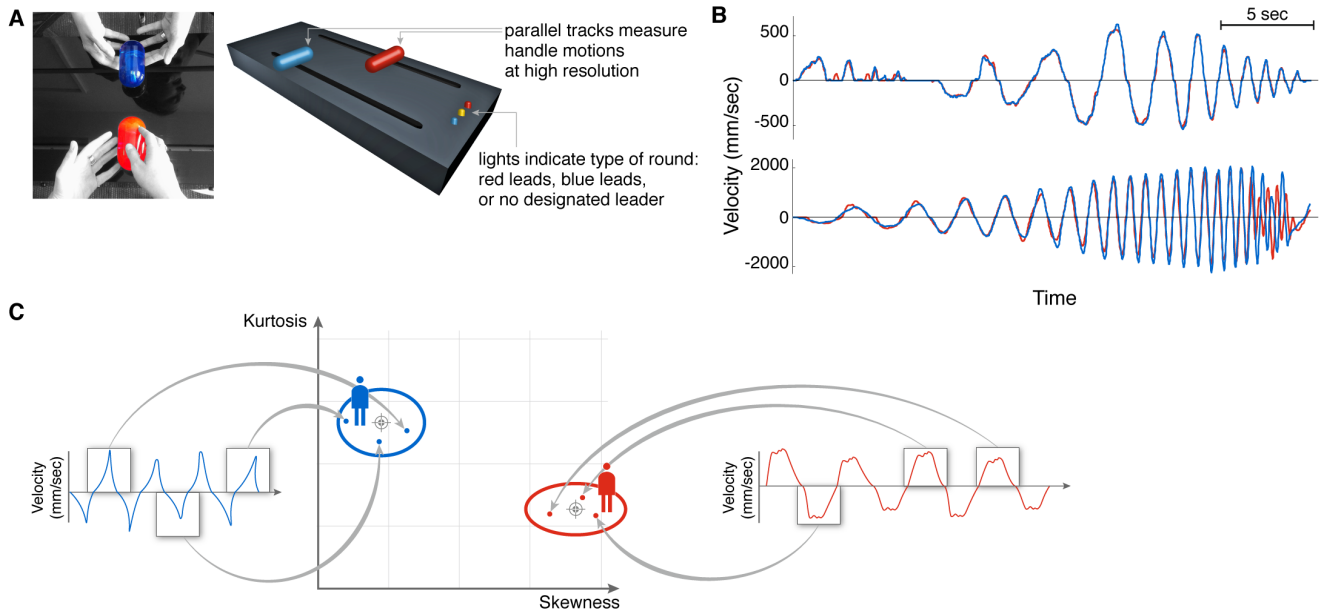 A
parallel tracks measure
handle motions
at high resolution
lights indicate type of round:
red leads, blue leads,
or no designated leader
B
5 sec
500
0
-500
2000
0
-2000
Velocity (mm/sec)
Time
C
Kurtosis
Skewness
Velocity
(mm/sec)
Velocity
(mm/sec)